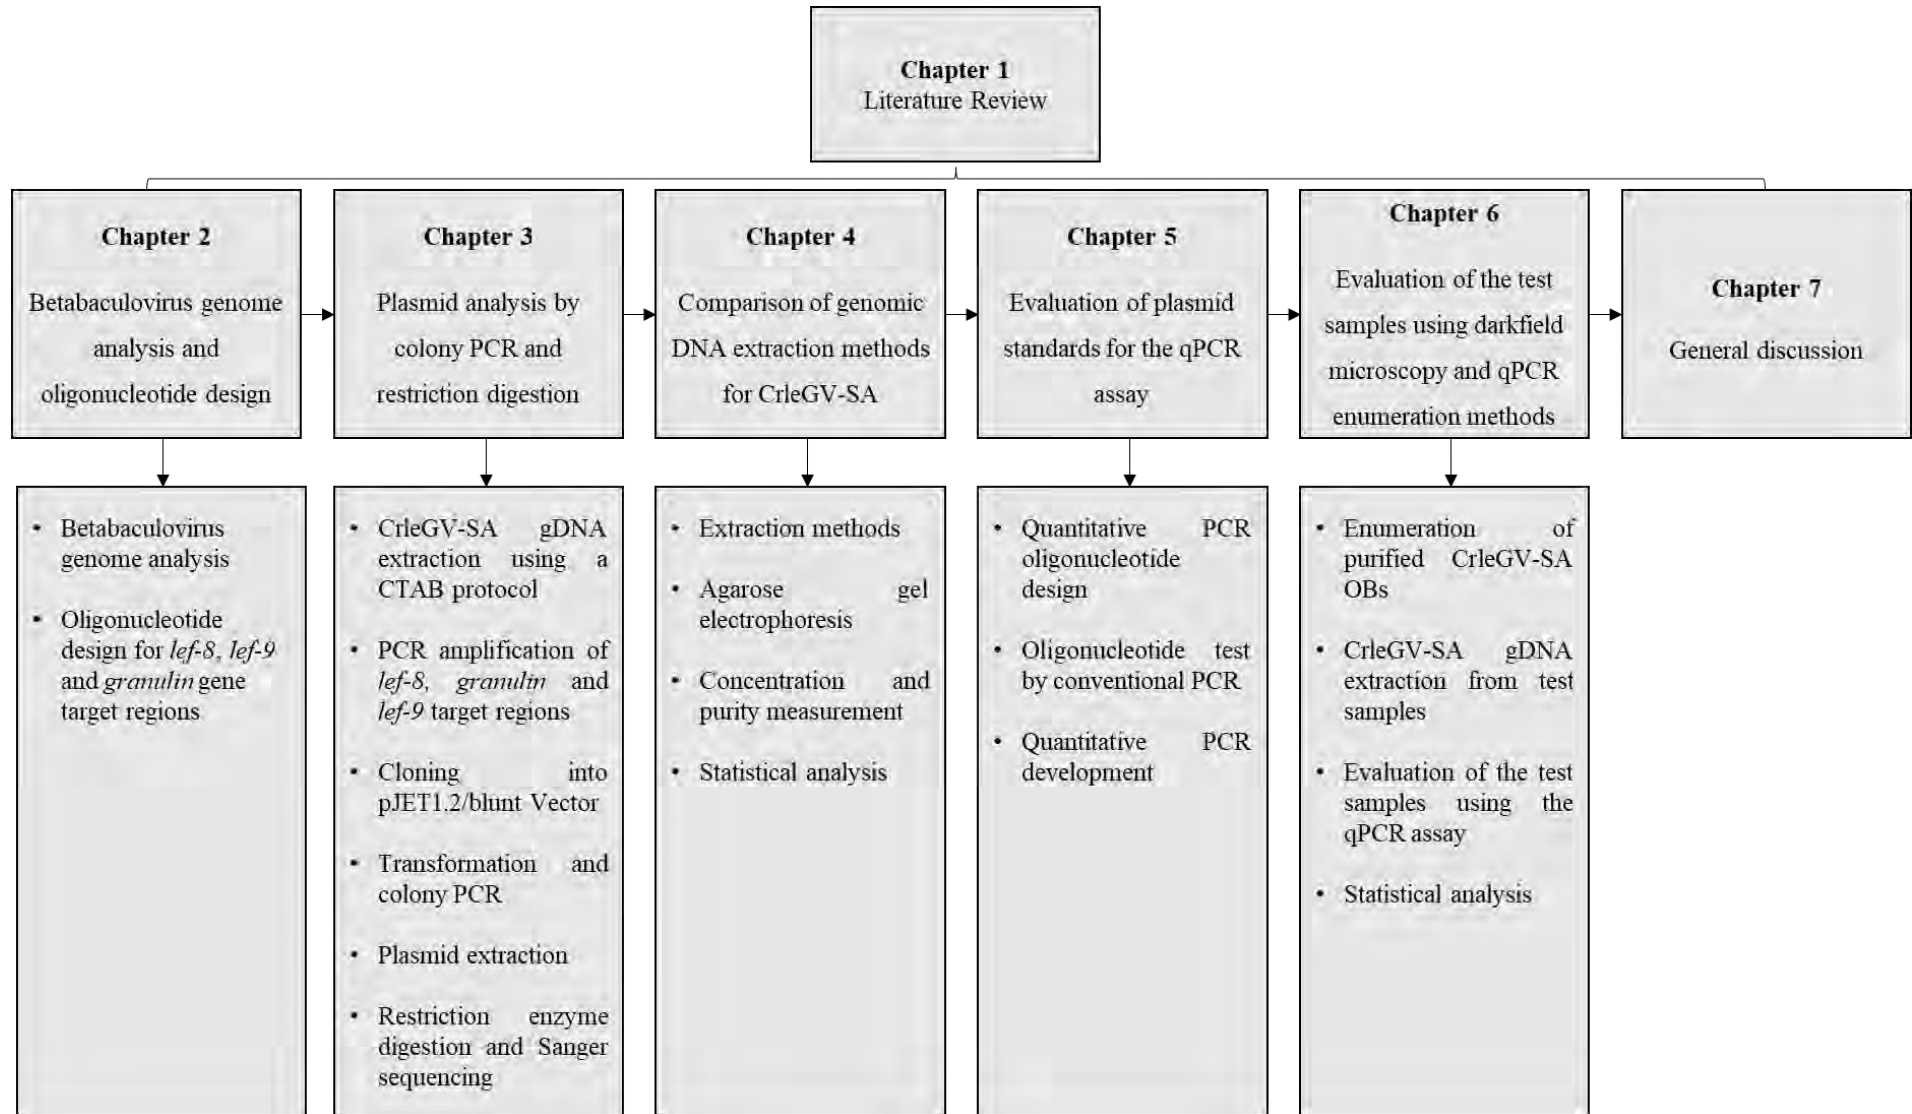 Chapter 1
Literature Review
Chapter 2
Betabaculovirus genome
analysis and
oligonucleotide design
Chapter 3
Plasmid analysis by
colony PCR and
restriction digestion
Chapter 4
Comparison of genomic
DNA extraction methods
for CrleGV-SA
Chapter 5
Evaluation of plasmid
standards for the qPCR
assay
Chapter 6
Evaluation of the test
samples using darkfield
microscopy and qPCR
enumeration methods
Chapter 7
General discussion
• Betabaculovirus
genome analysis
• Oligonucleotide
design for lef-8, lef-9
and granulin gene
target regions
• CrleGV-SA gDNA
extraction using a
CTAB protocol
• PCR amplification of
lef-8, granulin and
lef-9 target regions
• Cloning into
pJET1.2/blunt Vector
• Transformation and
colony PCR
• Plasmid extraction
• Restriction enzyme
digestion and Sanger
sequencing
• Extraction methods
• Agarose gel
electrophoresis
• Concentration and
purity measurement
• Statistical analysis
• Quantitative PCR
oligonucleotide
design
• Oligonucleotide test
by conventional PCR
• Quantitative PCR
development
• Enumeration of
purified CrleGV-SA
OBs
• CrleGV-SA gDNA
extraction from test
samples
• Evaluation of the test
samples using the
qPCR assay
• Statistical analysis